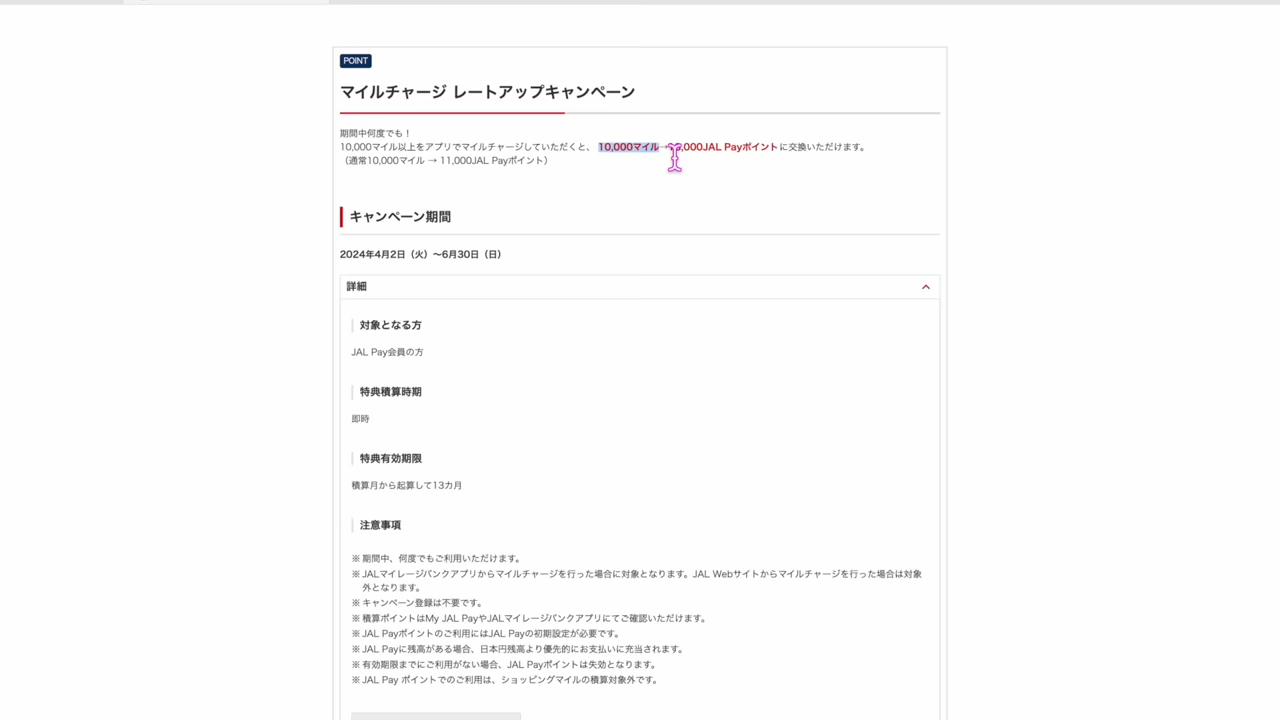 POINT
マイルチャージ レートアップキャンペーン
期間中何度でも！
10,000マイル以上をアプリでマイルチャージしていただくと、 10,000マイル→ ,000JAL Payポイントに交換いただけます。
（通常10,000マイル → 11,000JAL Payポイント）
キャンペーン期間
2024年4月2日（火）～6月30日（日）
詳細
対象となる方
JAL Pay会員の方
特典積算時期
即時
特典有効期限
積算月から起算して13カ月
注意事項
※ 期間中、何度でもご利用いただけます。
※ JALマイレージバンクアプリからマイルチャージを行った場合に対象となります。JAL Webサイトからマイルチャージを行った場合は対象
外となります。
※ キャンペーン登録は不要です。
※ 積算ポイントはMy JAL PayやJALマイレージバンクアプリにてご確認いただけます。
※ JAL Payポイントのご利用にはJAL Payの初期設定が必要です。
※ JAL Payに残高がある場合、日本円残高より優先的にお支払いに充当されます。
※ 有効期限までにご利用がない場合、JAL Payポイントは失効となります。
※ JAL Pay ポイントでのご利用は、ショッピングマイルの積算対象外です。